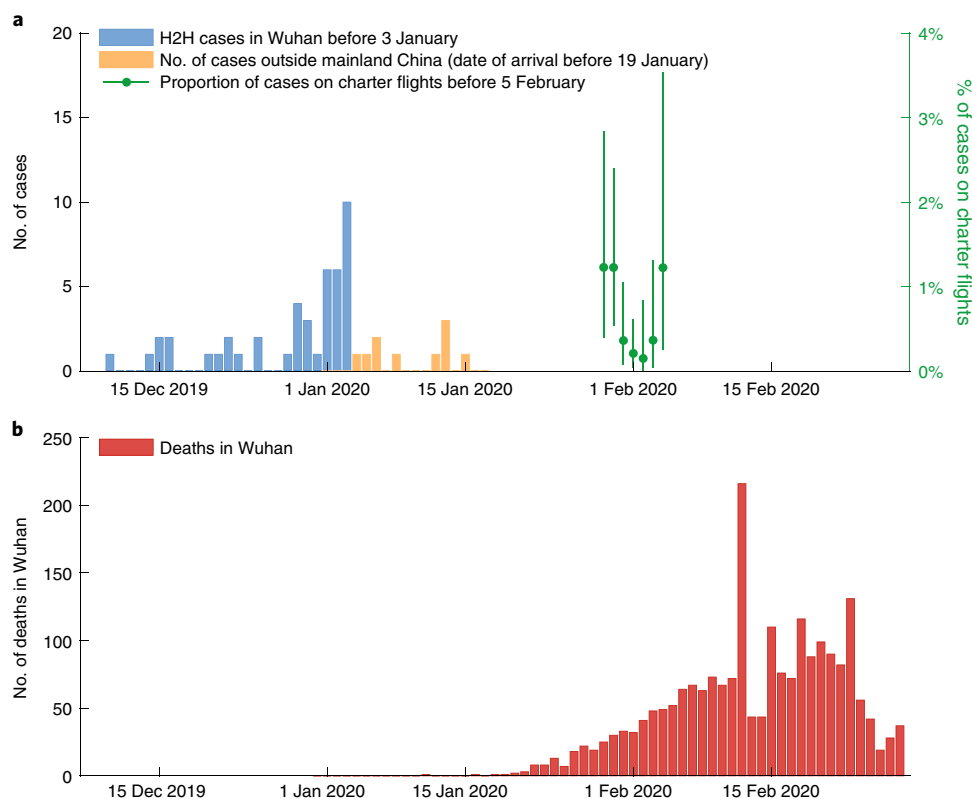 a
20
15
10
5
0
No. of cases
H2H cases in Wuhan before 3 January
No. of cases outside mainland China (date of arrival before 19 January)
Proportion of cases on charter flights before 5 February
4%
3%
2%
1%
0%
% of cases on charter flights
15 Dec 2019
1 Jan 2020
15 Jan 2020
1 Feb 2020
15 Feb 2020
b
250
200
150
100
50
0
No. of deaths in Wuhan
Deaths in Wuhan
15 Dec 2019
1 Jan 2020
15 Jan 2020
1 Feb 2020
15 Feb 2020